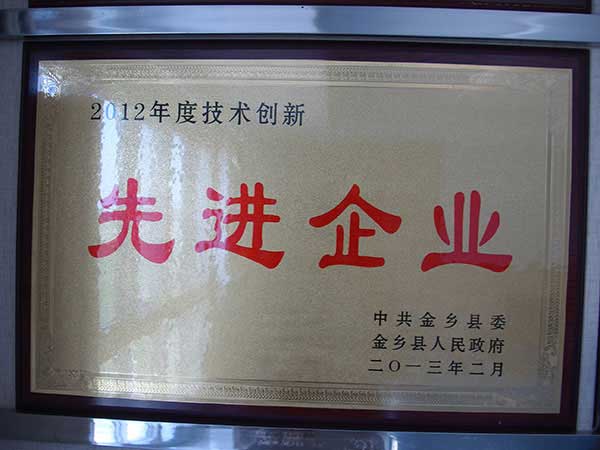 2012年度技术创新
先进企业
中共金乡县委
金乡县人民政府
二〇一三年二月